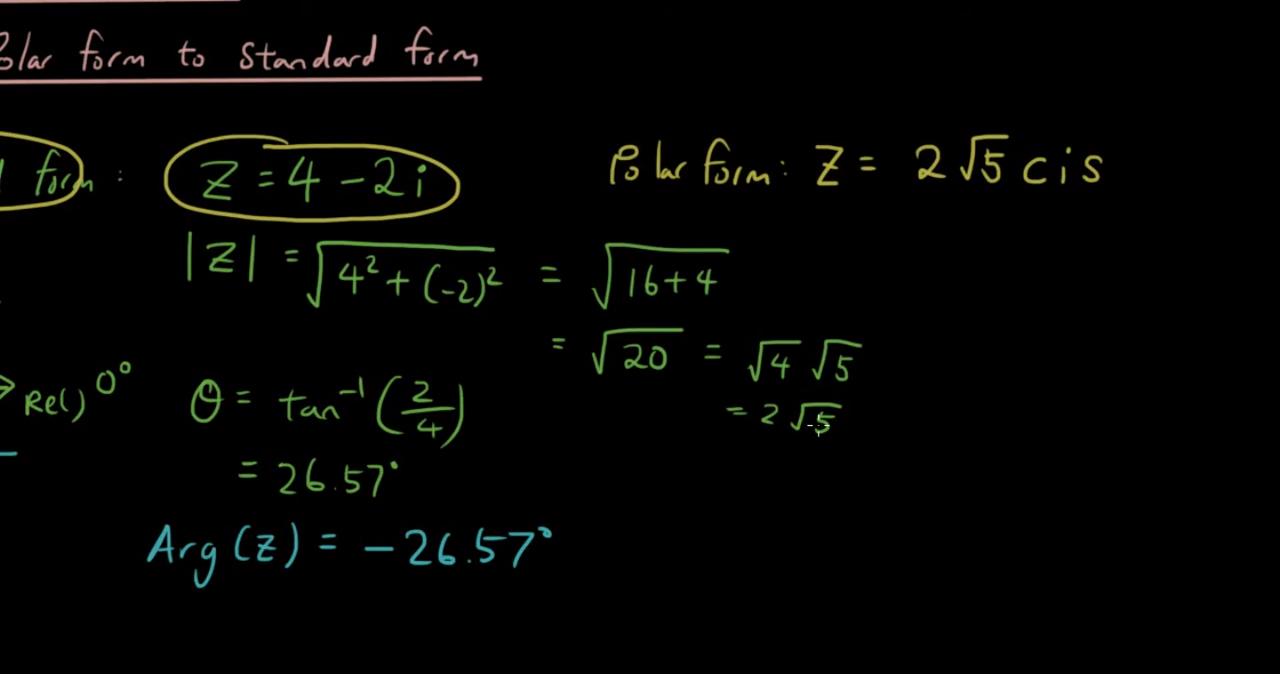 Polar form to Standard form
form : Z = 4 - 2i
Polar form: Z = 2√5 cis
|Z| = √(4² + (-2)²) = √(16+4)
= √20 = √4 √5
= 2√5
Re() 0°
θ = tan⁻¹(2/4)
= 26.57°
Arg(z) = -26.57°